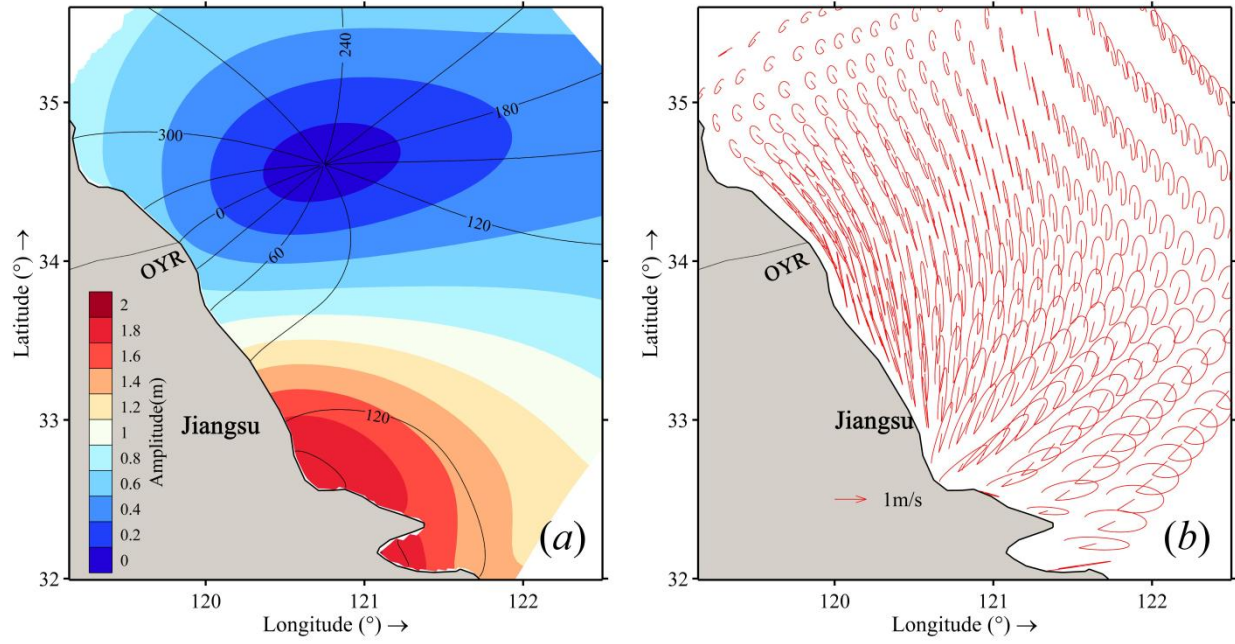 240
35
180
300
120
0
60
34
OYR
2
1.8
1.6
1.4
1.2
1
0.8
0.6
0.4
0.2
0
Amplitude(m)
120
33
Jiangsu
(a)
32
120
121
122
Latitude (°) →
Longitude (°) →
35
34
OYR
33
Jiangsu
1m/s
(b)
32
120
121
122
Latitude (°) →
Longitude (°) →